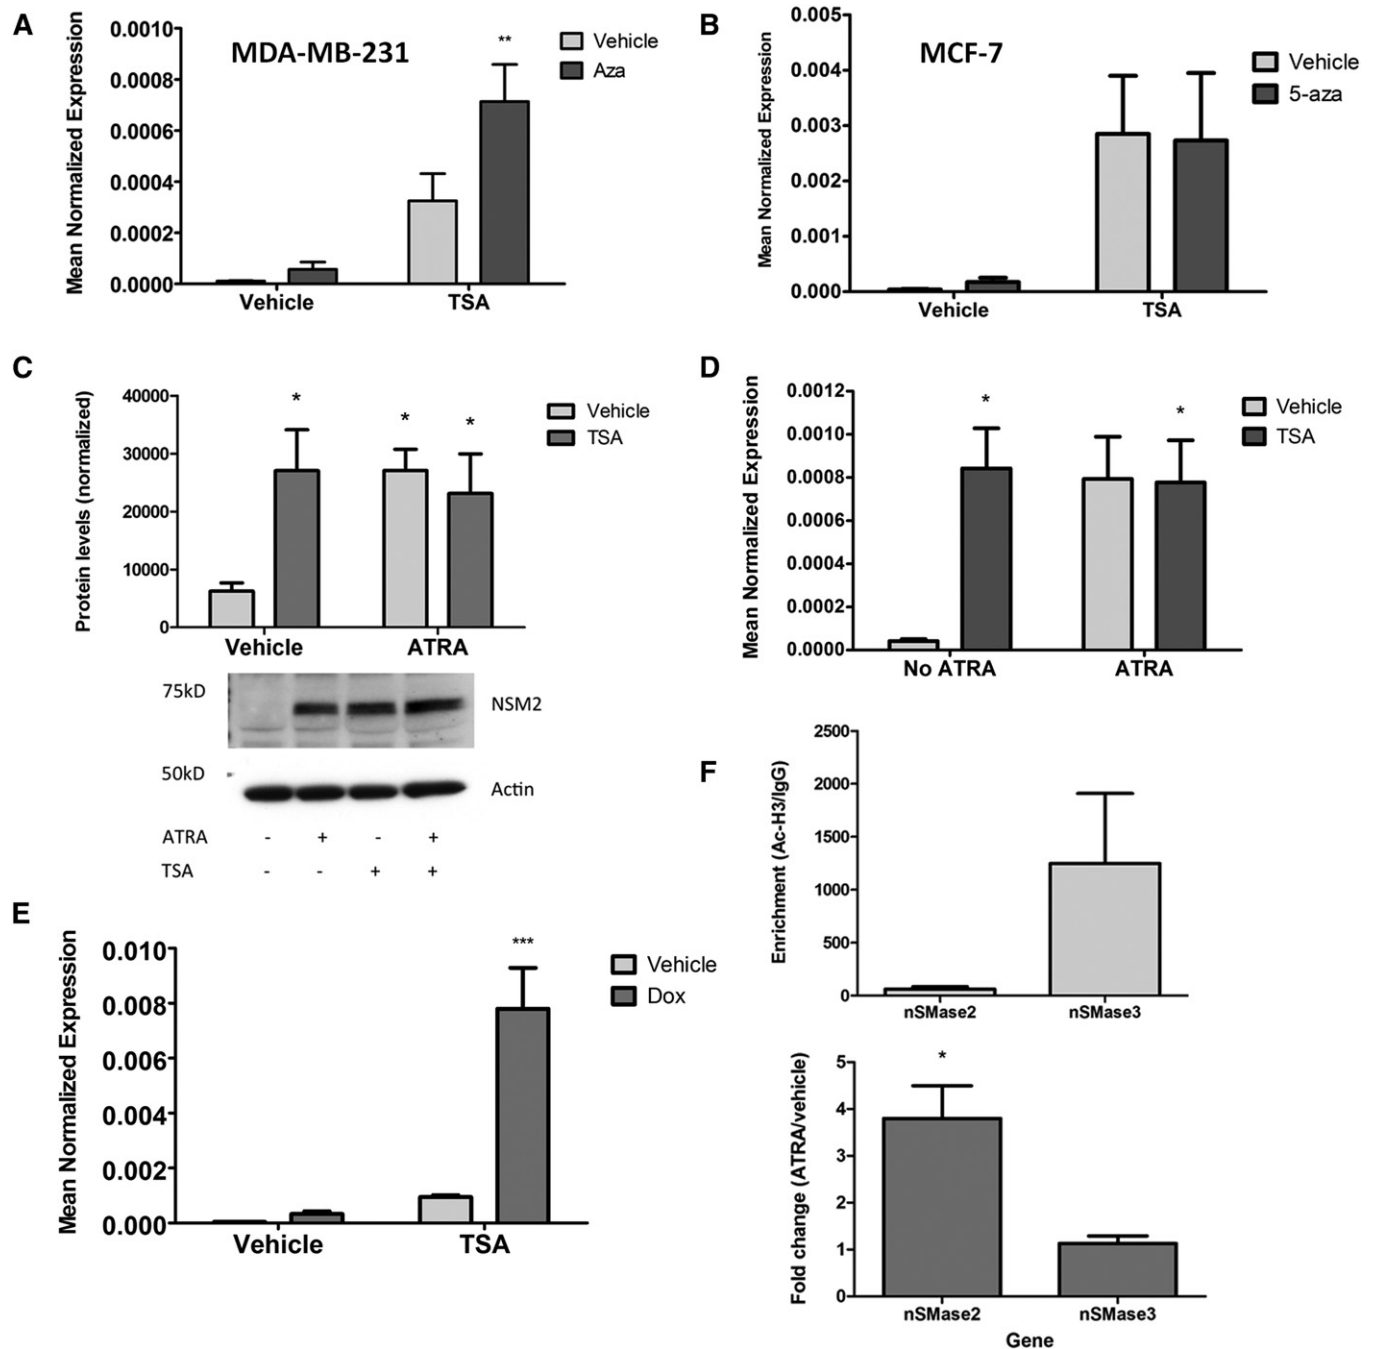 A
Mean Normalized Expression
0.0010
0.0008
0.0006
0.0004
0.0002
0.0000
MDA-MB-231
**
Vehicle
Aza
Vehicle
TSA
B
Mean Normalized Expression
0.005
0.004
0.003
0.002
0.001
0.000
MCF-7
Vehicle
5-aza
Vehicle
TSA
C
Protein levels (normalized)
40000
30000
20000
10000
0
*
*
*
Vehicle
TSA
Vehicle
ATRA
75kD
NSM2
50kD
Actin
ATRA - + - +
TSA - - + +
D
Mean Normalized Expression
0.0012
0.0010
0.0008
0.0006
0.0004
0.0002
0.0000
*
*
Vehicle
TSA
No ATRA
ATRA
E
Mean Normalized Expression
0.010
0.008
0.006
0.004
0.002
0.000
***
Vehicle
Dox
Vehicle
TSA
F
Enrichment (Ac-H3/IgG)
2500
2000
1500
1000
500
0
nSMase2
nSMase3
Fold change (ATRA/vehicle)
5
4
3
2
1
0
*
nSMase2
nSMase3
Gene